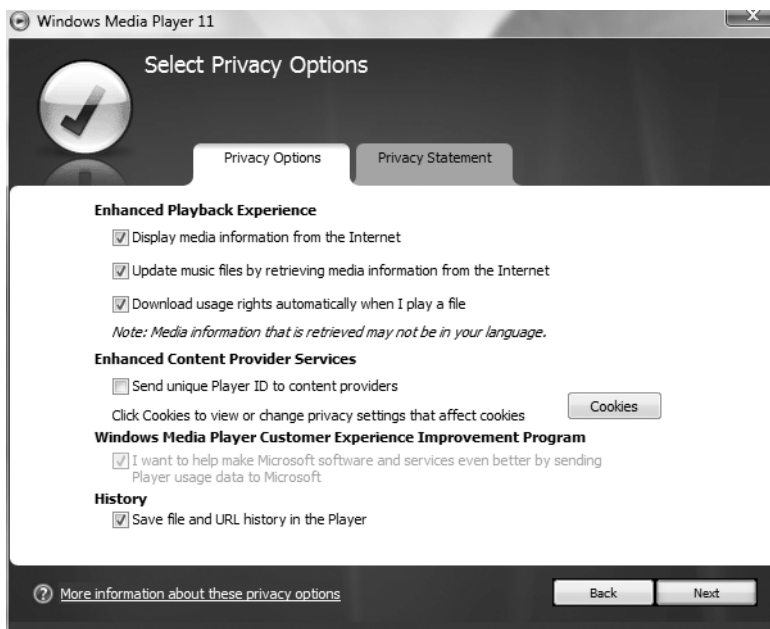 Windows Media Player 11
Select Privacy Options
Privacy Options
Privacy Statement
Enhanced Playback Experience
Display media information from the Internet
Update music files by retrieving media information from the Internet
Download usage rights automatically when I play a file
Note: Media information that is retrieved may not be in your language.
Enhanced Content Provider Services
Send unique Player ID to content providers
Click Cookies to view or change privacy settings that affect cookies
Cookies
Windows Media Player Customer Experience Improvement Program
I want to help make Microsoft software and services even better by sending
Player usage data to Microsoft
History
Save file and URL history in the Player
More information about these privacy options
Back
Next